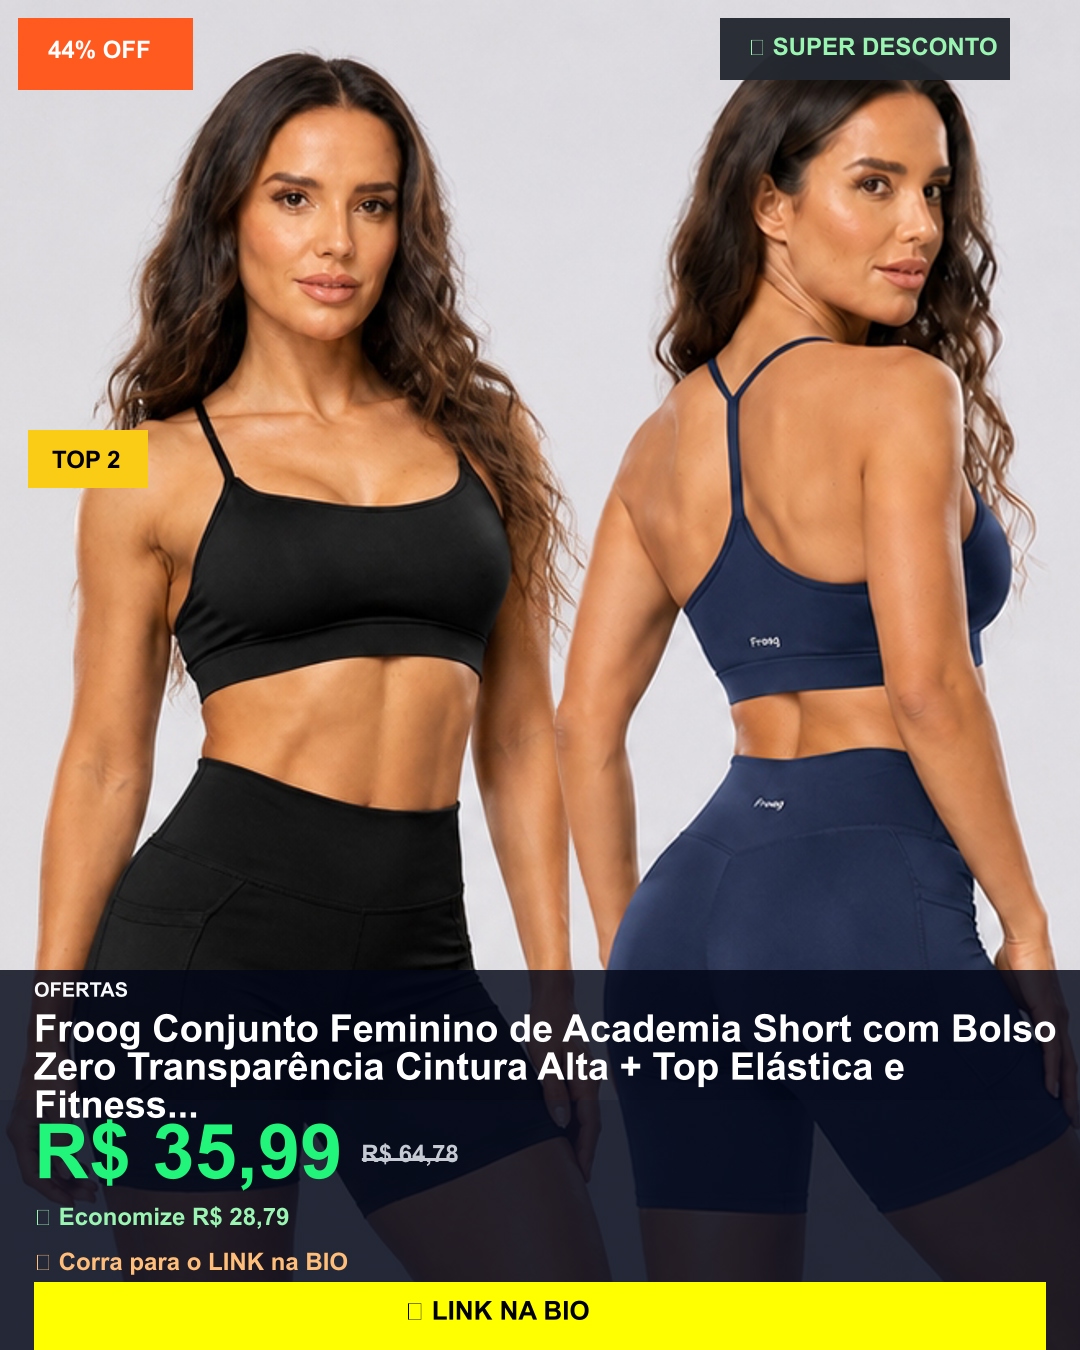 44% OFF
SUPER DESCONTO
TOP 2
Froog
Froog
OFERTAS
Froog Conjunto Feminino de Academia Short com Bolso
Zero Transparência Cintura Alta + Top Elástica e
Fitness...
R$ 35,99 R$ 64,78
Economize R$ 28,79
Corra para o LINK na BIO
LINK NA BIO